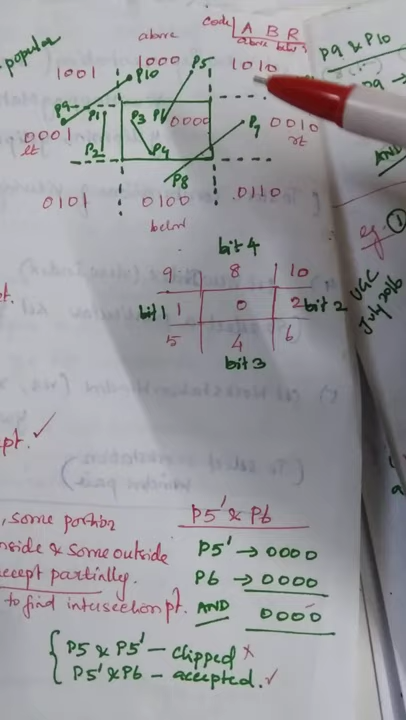 code A B R
above below
popular
above
1001 1000 P5 1010
P10
P9 P1 P3 P6 0000 P7
0001 0010
lt rt
P2 P4
P8
0101 0100 0110
below
P9 & P10
P9 →
AND
eg. 1
UGC
July 2016
bit 4
9 8 10
bit 1 1 0 2 bit 2
5 4 6
bit 3
pt.
pt. ✓
, some portion
inside & some outside
accept partially.
to find intersection pt.
P5' & P6
P5' → 0000
P6 → 0000
AND 0000
P5 & P5' – clipped ×
P5' & P6 – accepted. ✓